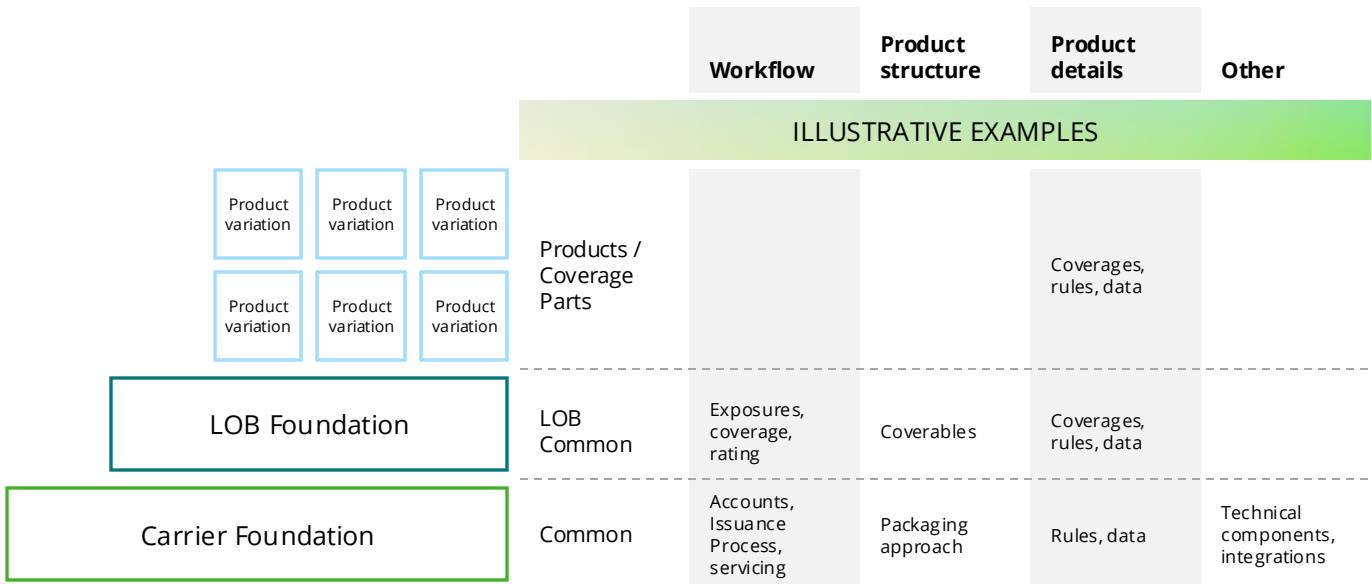 Workflow
Product
structure
Product
details
Other
ILLUSTRATIVE EXAMPLES
Product
variation
Product
variation
Product
variation
Product
variation
Product
variation
Product
variation
Products /
Coverage
Parts
Coverages,
rules, data
LOB Foundation
LOB
Common
Exposures,
coverage,
rating
Coverables
Coverages,
rules, data
Carrier Foundation
Common
Accounts,
Issuance
Process,
servicing
Packaging
approach
Rules, data
Technical
components,
integrations